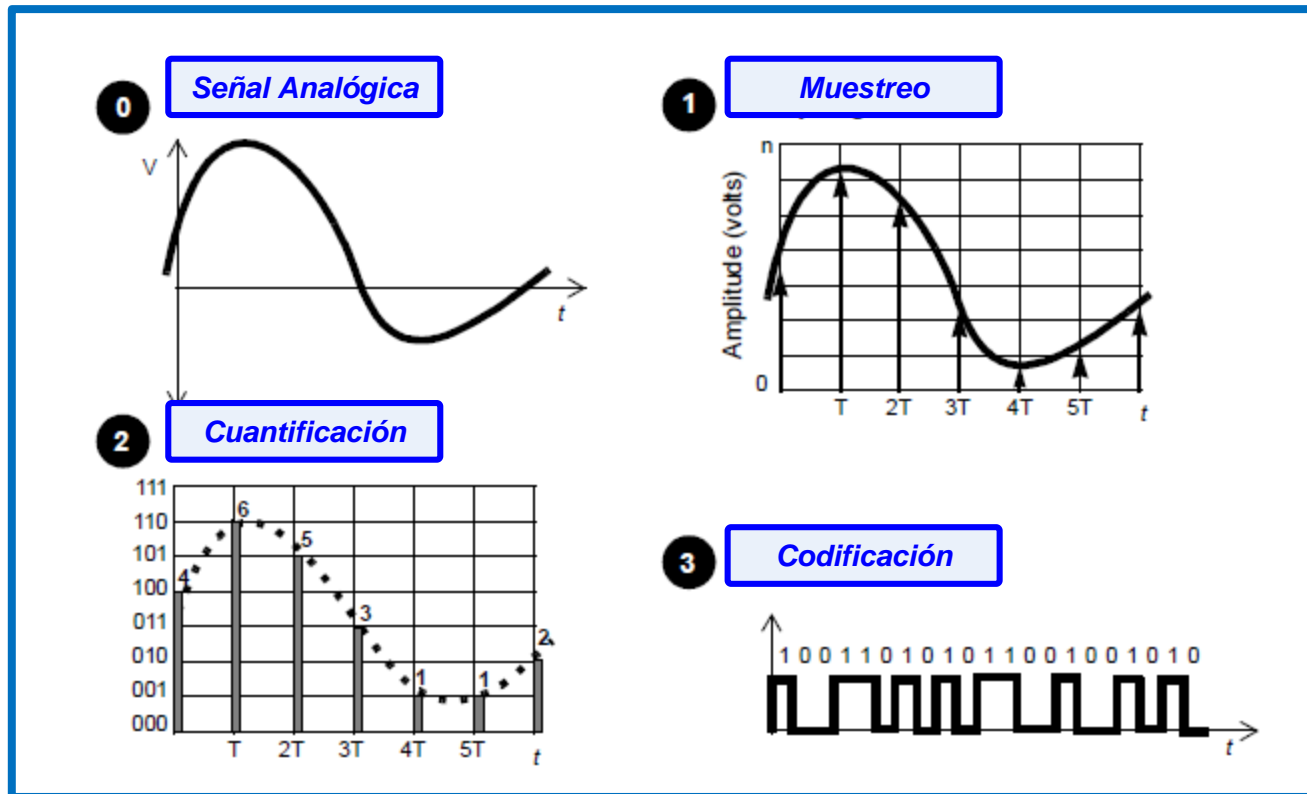 0
Señal Analógica
V
t
1
Muestreo
n
Amplitude (volts)
0
T 2T 3T 4T 5T t
2
Cuantificación
111
110
101
100
011
010
001
000
4
6
5
3
1
1
2
T 2T 3T 4T 5T t
3
Codificación
1 0 0 1 1 0 1 0 1 0 1 1 0 0 1 0 0 1 0 1 0
t